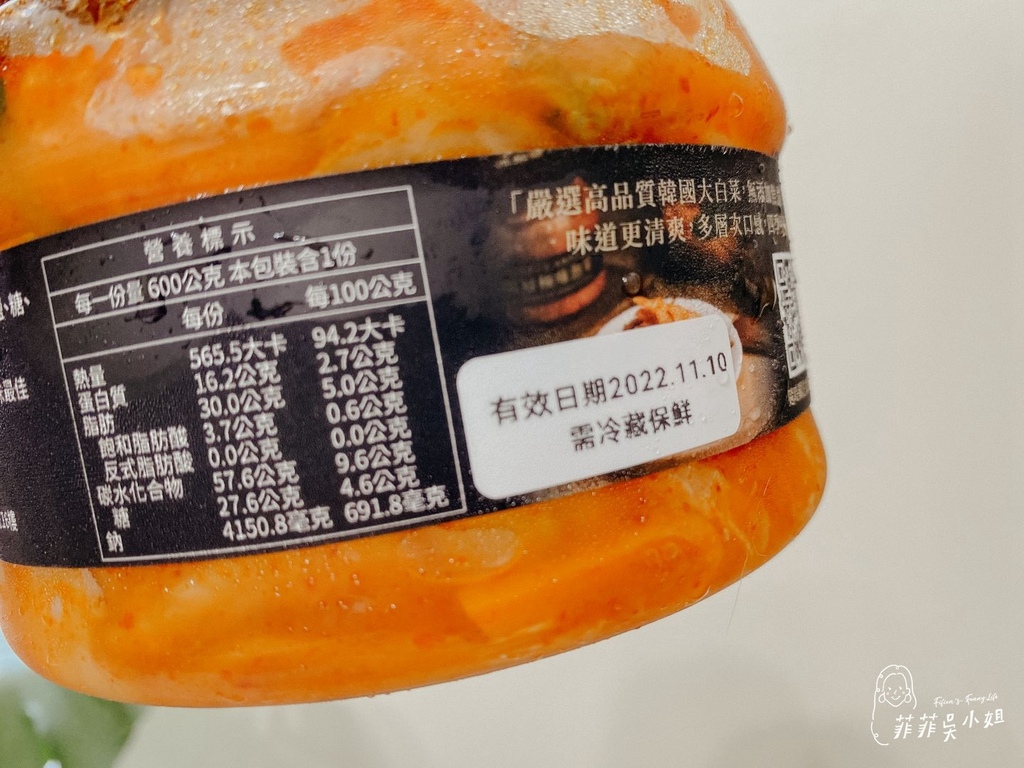 營養標示
每一份量 600公克 本包裝含1份
每份 每100公克
熱量 565.5大卡 94.2大卡
蛋白質 16.2公克 2.7公克
脂肪 30.0公克 5.0公克
飽和脂肪酸 3.7公克 0.6公克
反式脂肪酸 0.0公克 0.0公克
碳水化合物 57.6公克 9.6公克
糖 27.6公克 4.6公克
鈉 4150.8毫克 691.8毫克
「嚴選高品質韓國大白菜,
味道更清爽,多層次口感,
有效日期2022.11.10
需冷藏保鮮
糖、
最佳
Fifian's Funny Life
菲菲吳小姐